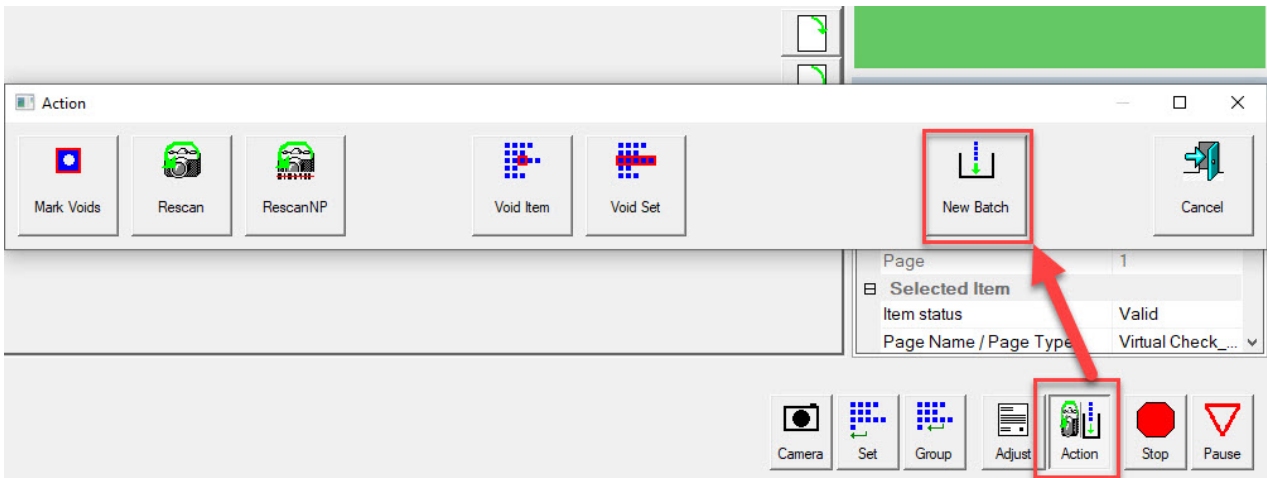 Action
Mark Voids
Rescan
RescanNP
Void Item
Void Set
New Batch
Cancel
Page 1
Selected Item
Item status Valid
Page Name / Page Type Virtual Check_...
Camera
Set
Group
Adjust
Action
Stop
Pause